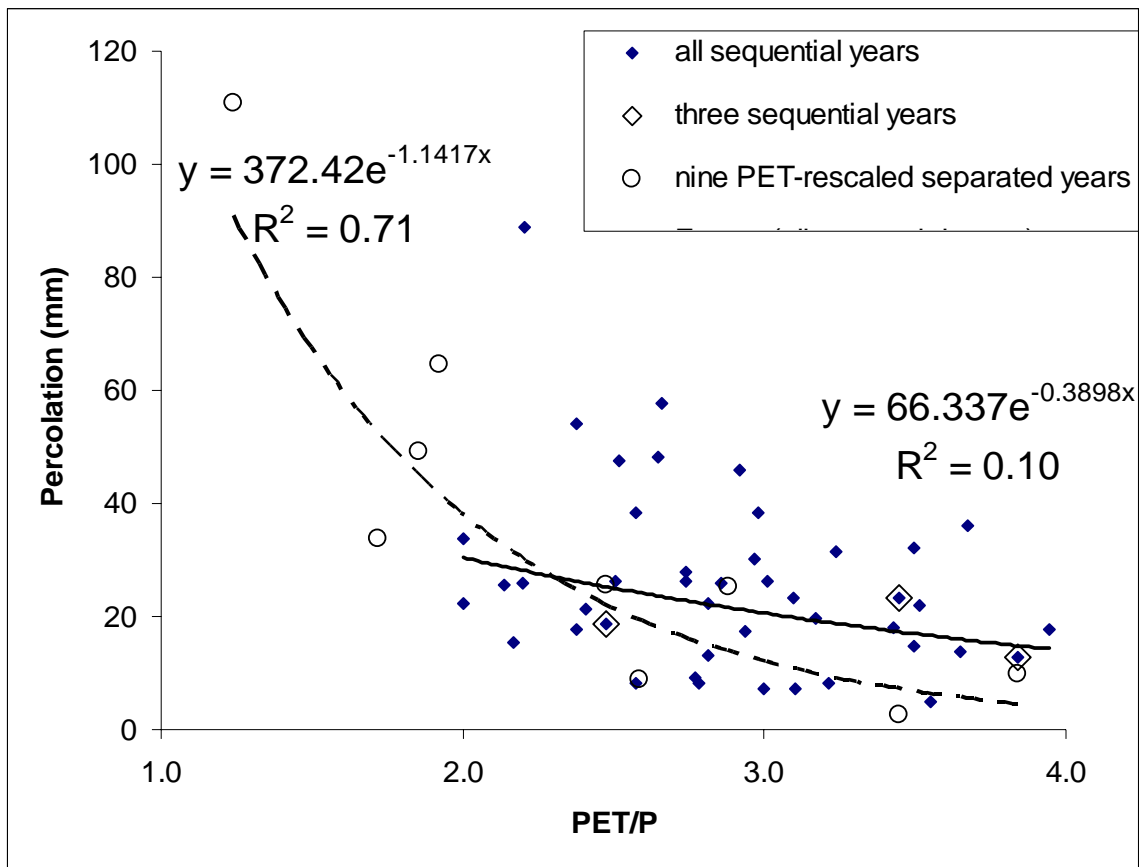 120
100
80
60
40
20
0
1.0
2.0
3.0
4.0
Percolation (mm)
PET/P
all sequential years
three sequential years
nine PET-rescaled separated years
y = 372.42e^-1.1417x
R² = 0.71
y = 66.337e^-0.3898x
R² = 0.10